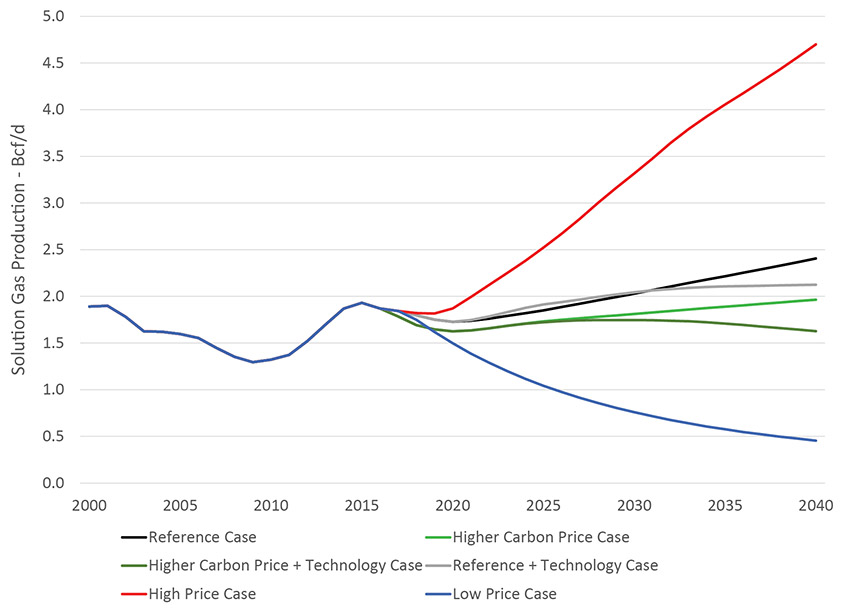 Solution Gas Production - Bcf/d
5.0
4.5
4.0
3.5
3.0
2.5
2.0
1.5
1.0
0.5
0.0
2000 2005 2010 2015 2020 2025 2030 2035 2040
Reference Case Higher Carbon Price Case
Higher Carbon Price + Technology Case Reference + Technology Case
High Price Case Low Price Case